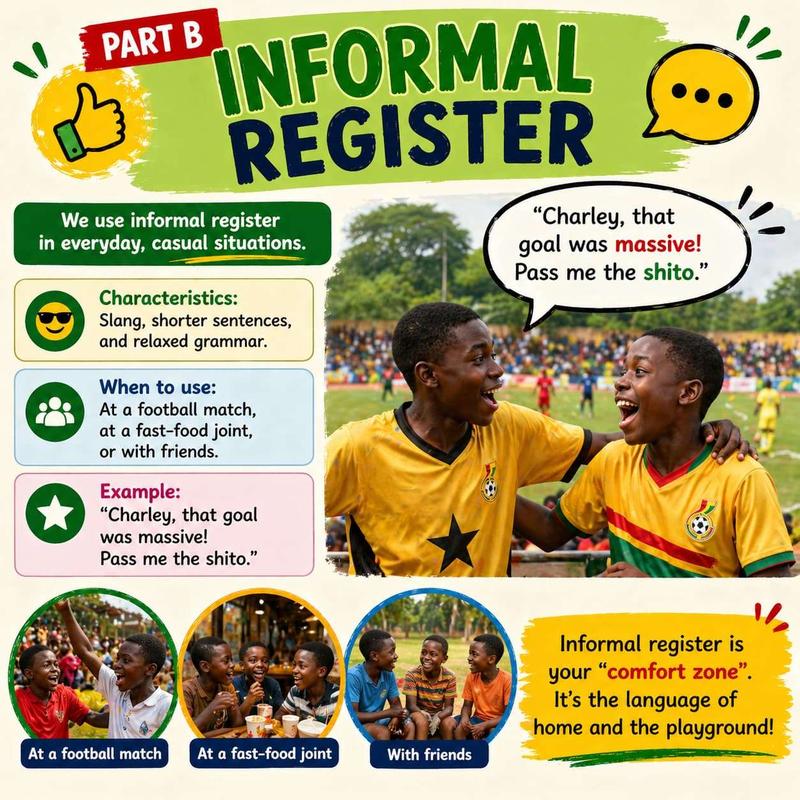 PART B
INFORMAL
REGISTER
We use informal register
in everyday, casual situations.
Characteristics:
Slang, shorter sentences,
and relaxed grammar.
When to use:
At a football match,
at a fast-food joint,
or with friends.
Example:
“Charley, that goal
was massive!
Pass me the shito.”
“Charley, that
goal was massive!
Pass me the shito.”
At a football match
At a fast-food joint
With friends
Informal register is
your “comfort zone”.
It’s the language of
home and the playground!